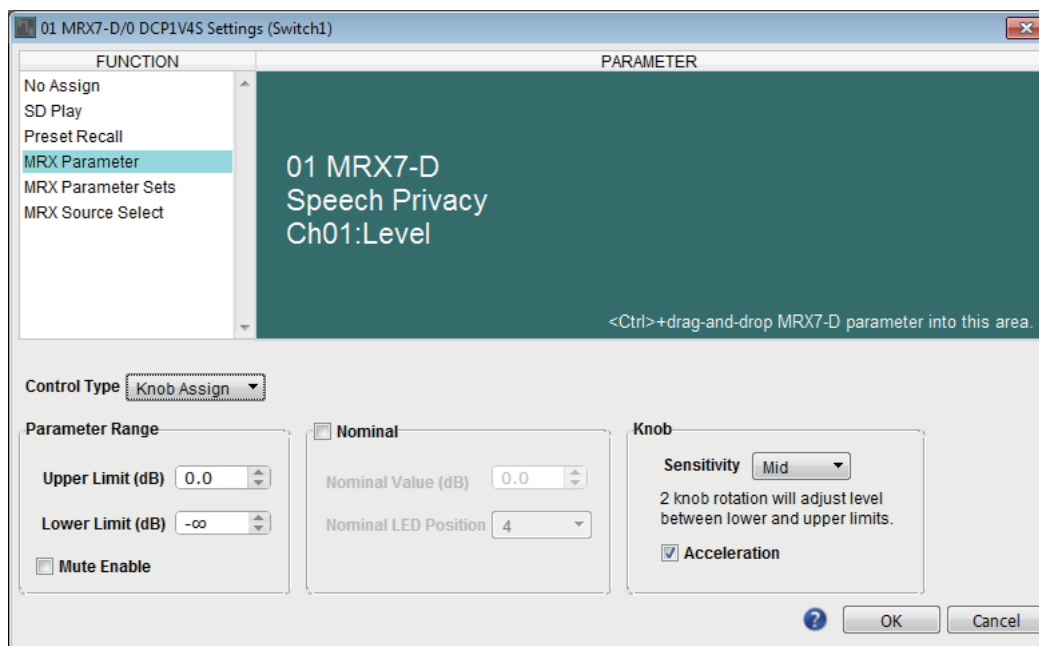 01 MRX7-D/0 DCP1V4S Settings (Switch1)
FUNCTION
PARAMETER
No Assign
SD Play
Preset Recall
MRX Parameter
MRX Parameter Sets
MRX Source Select
01 MRX7-D
Speech Privacy
Ch01:Level
<Ctrl>+drag-and-drop MRX7-D parameter into this area.
Control Type Knob Assign
Parameter Range
Upper Limit (dB) 0.0
Lower Limit (dB) -∞
Mute Enable
Nominal
Nominal Value (dB) 0.0
Nominal LED Position 4
Knob
Sensitivity Mid
2 knob rotation will adjust level
between lower and upper limits.
Acceleration
? OK Cancel